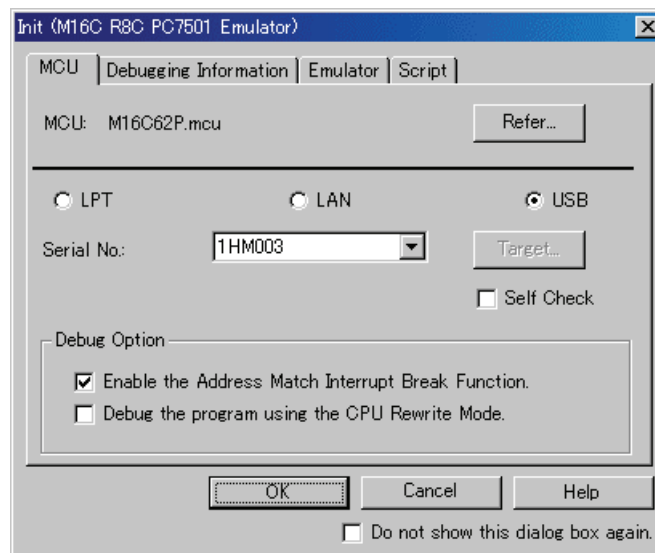 Init (M16C R8C PC7501 Emulator)
MCU Debugging Information Emulator Script
MCU: M16C62P.mcu Refer...
LPT LAN USB
Serial No.: 1HM003 Target...
Self Check
Debug Option
Enable the Address Match Interrupt Break Function.
Debug the program using the CPU Rewrite Mode.
OK Cancel Help
Do not show this dialog box again.